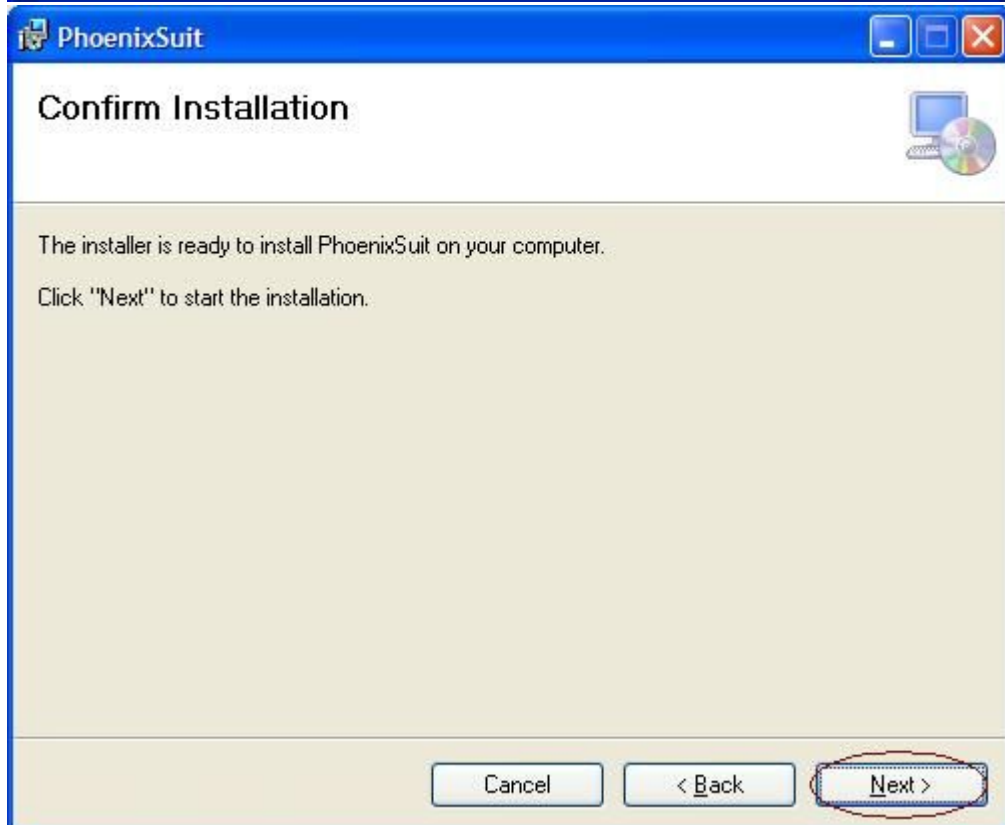 PhoenixSuit
Confirm Installation
The installer is ready to install PhoenixSuit on your computer.
Click "Next" to start the installation.
Cancel
< Back
Next >